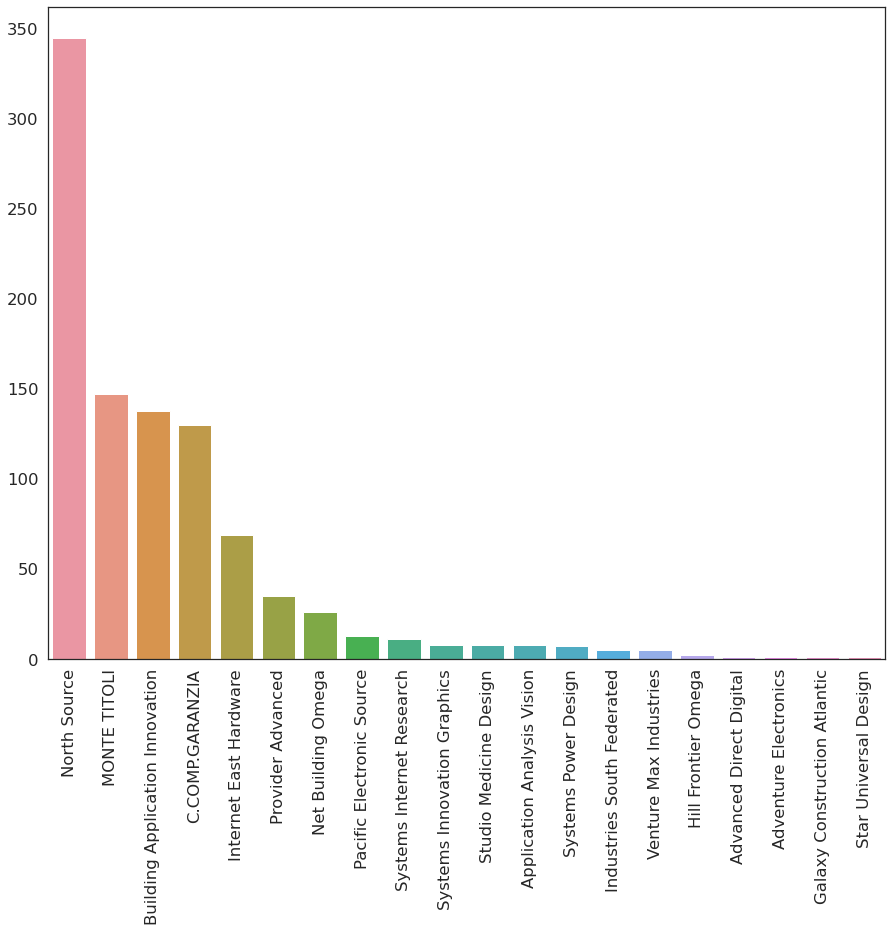 350
300
250
200
150
100
50
0
North Source
MONTE TITOLI
Building Application Innovation
C.COMP.GARANZIA
Internet East Hardware
Provider Advanced
Net Building Omega
Pacific Electronic Source
Systems Internet Research
Systems Innovation Graphics
Studio Medicine Design
Application Analysis Vision
Systems Power Design
Industries South Federated
Venture Max Industries
Hill Frontier Omega
Advanced Direct Digital
Adventure Electronics
Galaxy Construction Atlantic
Star Universal Design